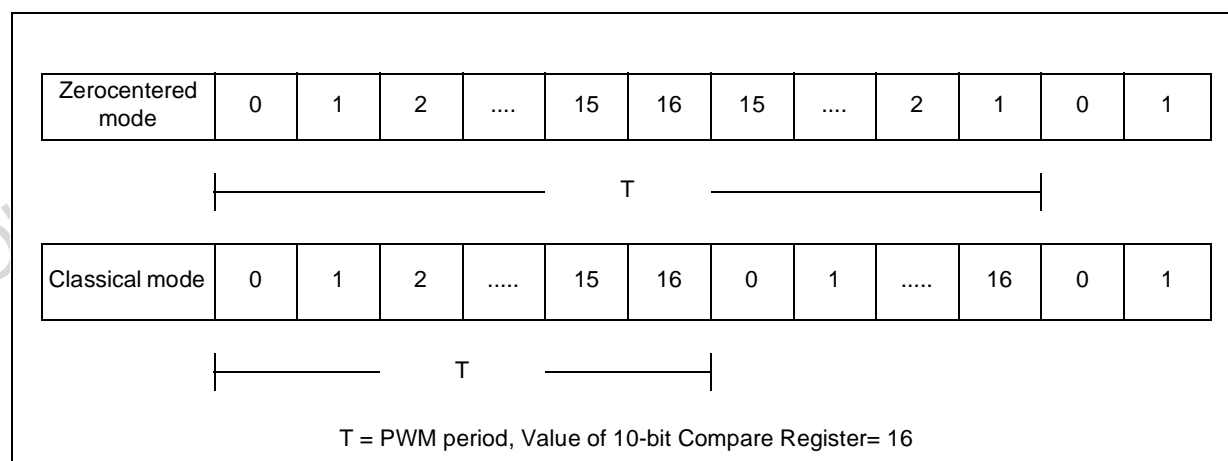 Zerocentered mode 0 1 2 .... 15 16 15 .... 2 1 0 1
T
Classical mode 0 1 2 ..... 15 16 0 1 ..... 16 0 1
T
T = PWM period, Value of 10-bit Compare Register= 16